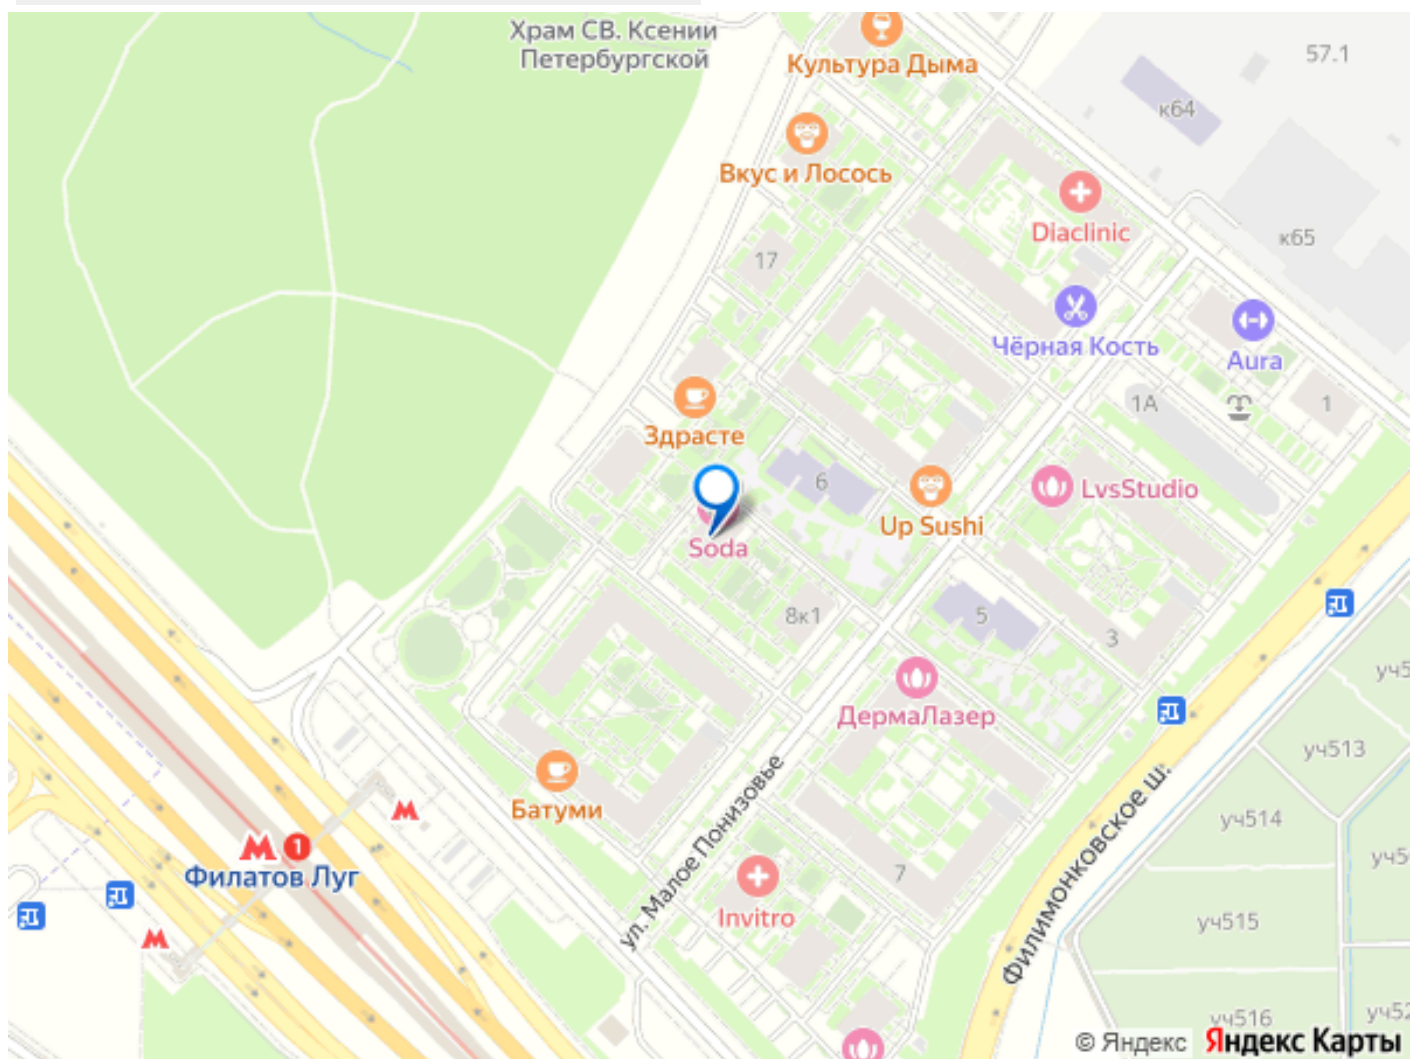 Храм СВ. Ксении
Петербургской
Культура Дыма
57.1
к64
Вкус и Лосось
Diaclinic
17
к65
Чёрная Кость
Aura
1А
1
Здрасте
6
LvsStudio
Up Sushi
Soda
8к1
5
3
ДермаЛазер
уч513
уч514
Батуми
1
Филатов Луг
ул. Малое Понизовье
7
Invitro
Филимонковское ш.
уч515
уч516
© Яндекс Яндекс Карты